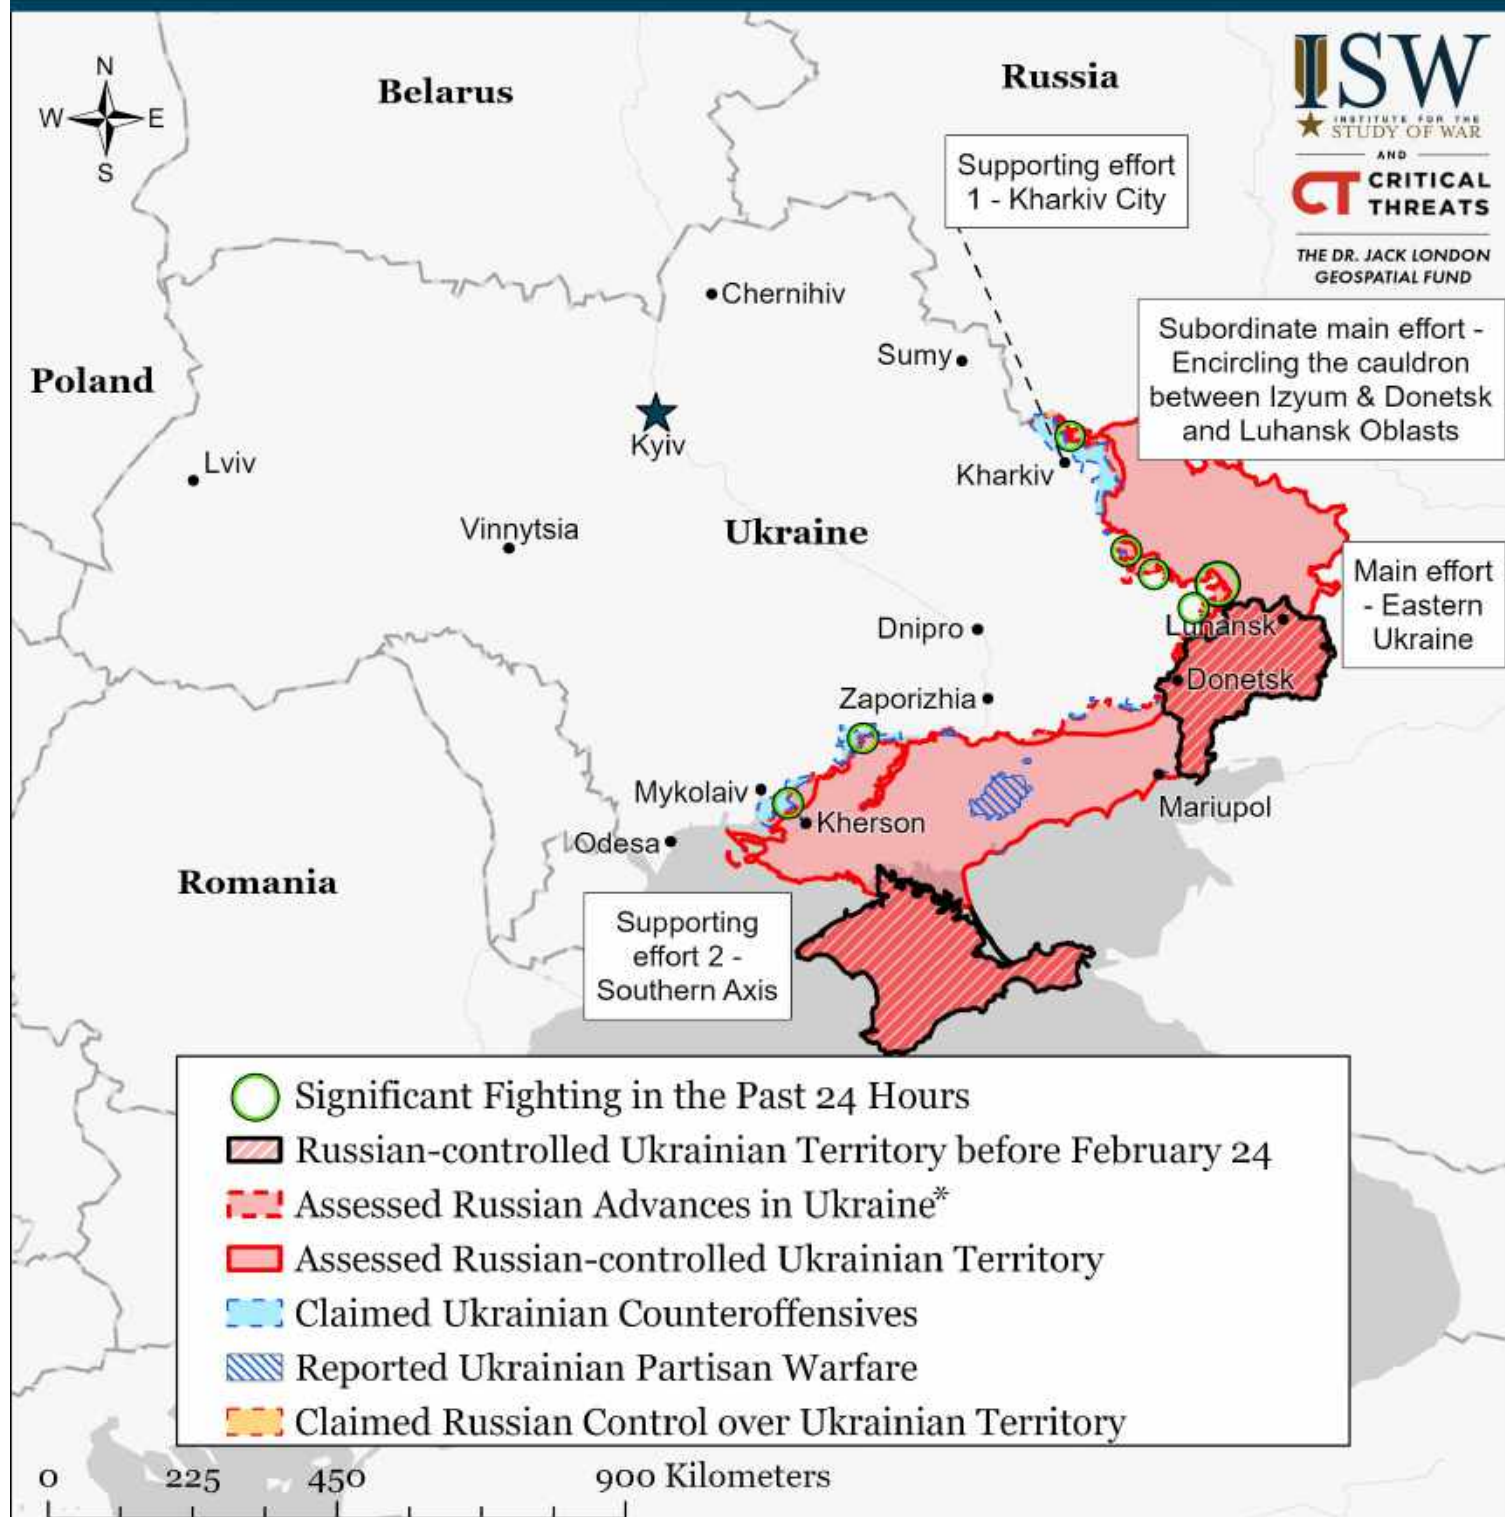 N
W
E
S
Belarus
Russia
ISW
INSTITUTE FOR THE
STUDY OF WAR
AND
CT CRITICAL
THREATS
THE DR. JACK LONDON
GEOSPATIAL FUND
Supporting effort
1 - Kharkiv City
Chernihiv
Subordinate main effort -
Encircling the cauldron
between Izyum & Donetsk
and Luhansk Oblasts
Sumy
Poland
Kyiv
Lviv
Kharkiv
Vinnytsia
Ukraine
Main effort
- Eastern
Ukraine
Dnipro
Luhansk
Donetsk
Zaporizhia
Mykolaiv
Mariupol
Kherson
Odesa
Romania
Supporting
effort 2 -
Southern Axis
Significant Fighting in the Past 24 Hours
Russian-controlled Ukrainian Territory before February 24
Assessed Russian Advances in Ukraine*
Assessed Russian-controlled Ukrainian Territory
Claimed Ukrainian Counteroffensives
Reported Ukrainian Partisan Warfare
Claimed Russian Control over Ukrainian Territory
0 225 450 900 Kilometers